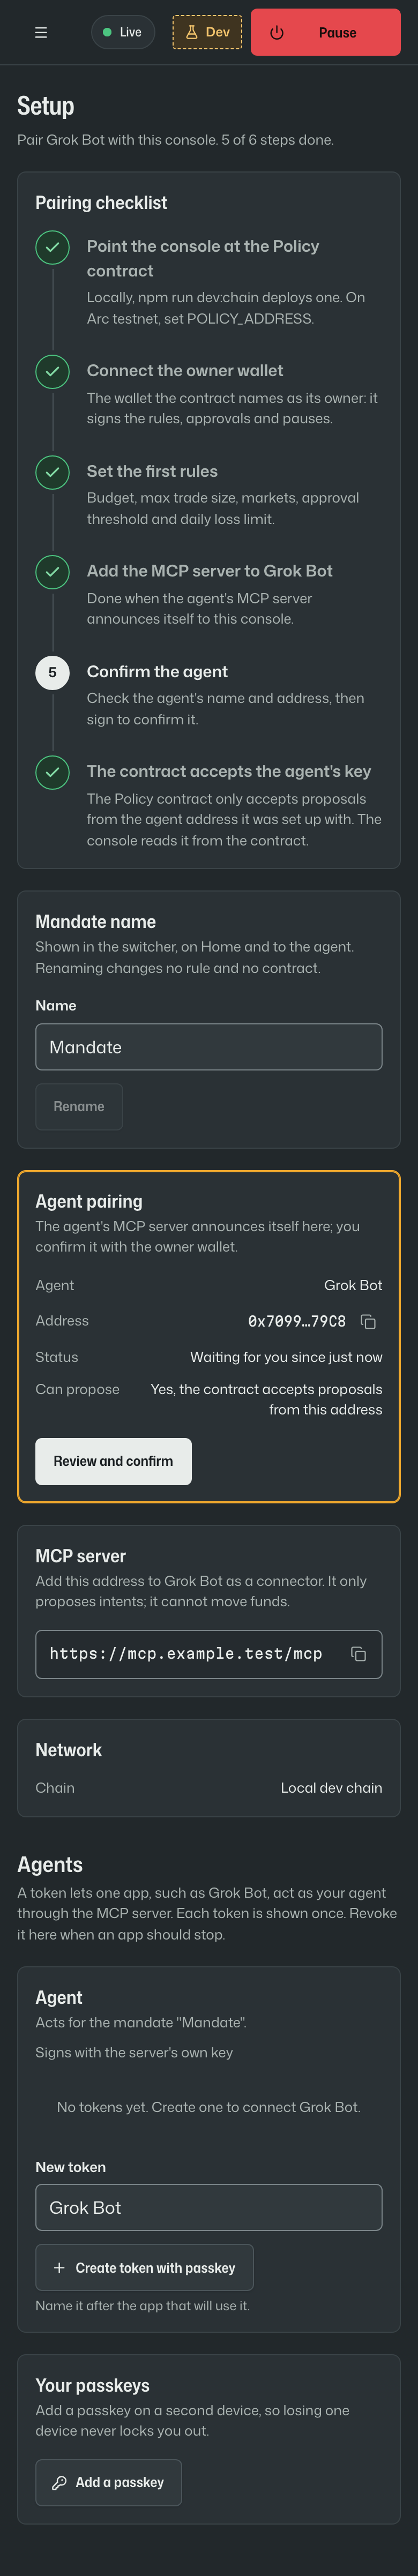 Live
Dev
Pause
Setup
Pair Grok Bot with this console. 5 of 6 steps done.
Pairing checklist
Point the console at the Policy
contract
Locally, npm run dev:chain deploys one. On
Arc testnet, set POLICY_ADDRESS.
Connect the owner wallet
The wallet the contract names as its owner: it
signs the rules, approvals and pauses.
Set the first rules
Budget, max trade size, markets, approval
threshold and daily loss limit.
Add the MCP server to Grok Bot
Done when the agent's MCP server
announces itself to this console.
5
Confirm the agent
Check the agent's name and address, then
sign to confirm it.
The contract accepts the agent's key
The Policy contract only accepts proposals
from the agent address it was set up with. The
console reads it from the contract.
Mandate name
Shown in the switcher, on Home and to the agent.
Renaming changes no rule and no contract.
Name
Mandate
Rename
Agent pairing
The agent's MCP server announces itself here; you
confirm it with the owner wallet.
Agent Grok Bot
Address 0x7099…79C8
Status Waiting for you since just now
Can propose Yes, the contract accepts proposals
from this address
Review and confirm
MCP server
Add this address to Grok Bot as a connector. It only
proposes intents; it cannot move funds.
https://mcp.example.test/mcp
Network
Chain Local dev chain
Agents
A token lets one app, such as Grok Bot, act as your agent
through the MCP server. Each token is shown once. Revoke
it here when an app should stop.
Agent
Acts for the mandate "Mandate".
Signs with the server's own key
No tokens yet. Create one to connect Grok Bot.
New token
Grok Bot
Create token with passkey
Name it after the app that will use it.
Your passkeys
Add a passkey on a second device, so losing one
device never locks you out.
Add a passkey